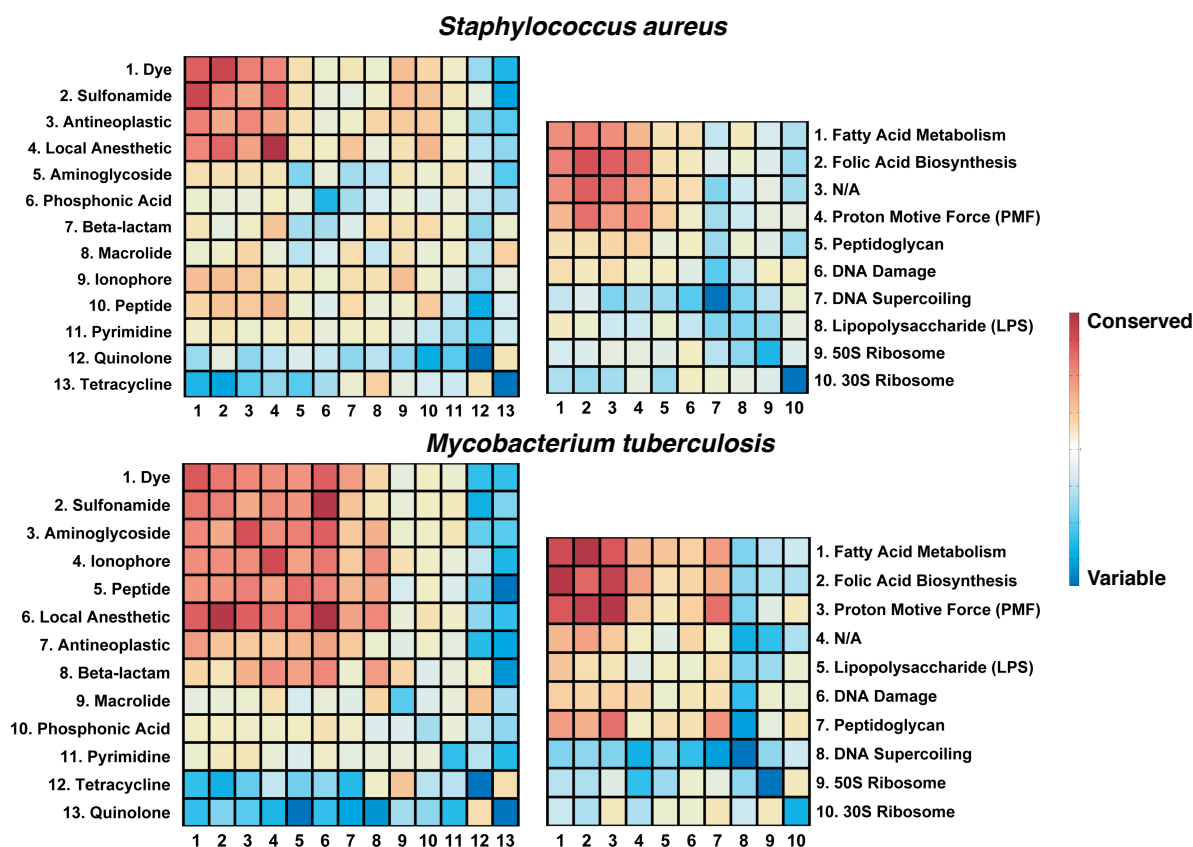 Staphylococcus aureus
1. Dye
2. Sulfonamide
3. Antineoplastic
4. Local Anesthetic
5. Aminoglycoside
6. Phosphonic Acid
7. Beta-lactam
8. Macrolide
9. Ionophore
10. Peptide
11. Pyrimidine
12. Quinolone
13. Tetracycline
1 2 3 4 5 6 7 8 9 10 11 12 13
1. Fatty Acid Metabolism
2. Folic Acid Biosynthesis
3. N/A
4. Proton Motive Force (PMF)
5. Peptidoglycan
6. DNA Damage
7. DNA Supercoiling
8. Lipopolysaccharide (LPS)
9. 50S Ribosome
10. 30S Ribosome
1 2 3 4 5 6 7 8 9 10
Conserved
Variable
Mycobacterium tuberculosis
1. Dye
2. Sulfonamide
3. Aminoglycoside
4. Ionophore
5. Peptide
6. Local Anesthetic
7. Antineoplastic
8. Beta-lactam
9. Macrolide
10. Phosphonic Acid
11. Pyrimidine
12. Tetracycline
13. Quinolone
1 2 3 4 5 6 7 8 9 10 11 12 13
1. Fatty Acid Metabolism
2. Folic Acid Biosynthesis
3. Proton Motive Force (PMF)
4. N/A
5. Lipopolysaccharide (LPS)
6. DNA Damage
7. Peptidoglycan
8. DNA Supercoiling
9. 50S Ribosome
10. 30S Ribosome
1 2 3 4 5 6 7 8 9 10